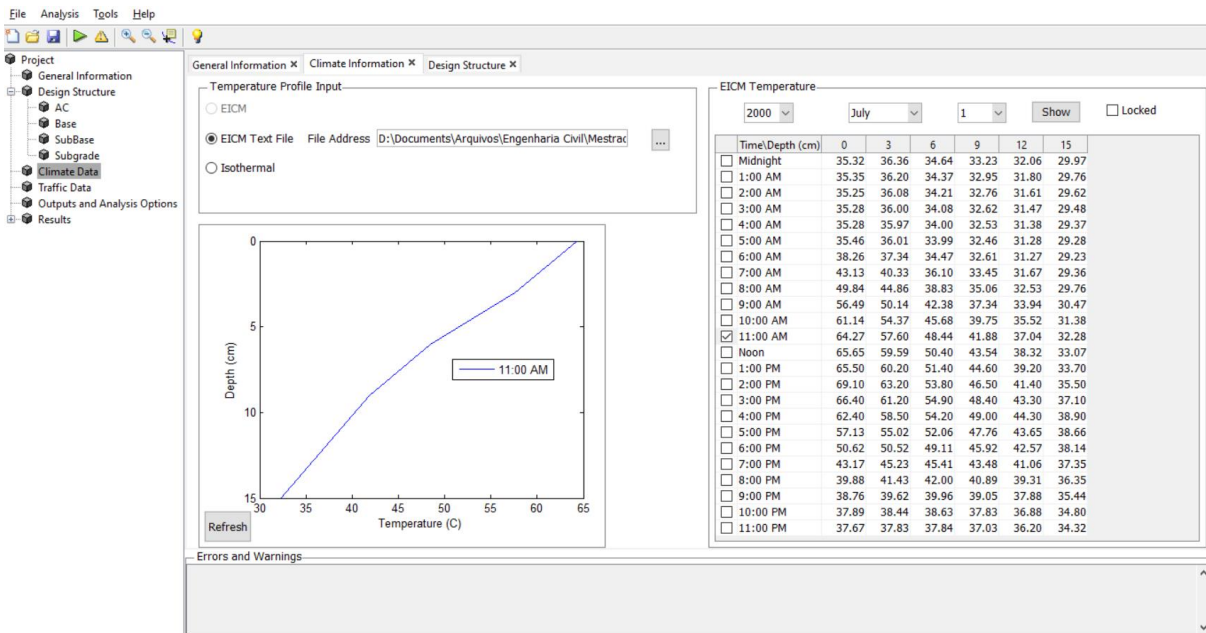 File Analysis Tools Help
Project
General Information
Design Structure
AC
Base
SubBase
Subgrade
Climate Data
Traffic Data
Outputs and Analysis Options
Results
General Information × Climate Information × Design Structure ×
Temperature Profile Input
EICM
EICM Text File File Address D:\Documents\Arquivos\Engenharia Civil\Mestrac ...
Isothermal
0
5
10
15
Depth (cm)
11:00 AM
30 35 40 45 50 55 60 65
Temperature (C)
Refresh
EICM Temperature
2000 July 1 Show Locked
Time\Depth (cm) 0 3 6 9 12 15
Midnight 35.32 36.36 34.64 33.23 32.06 29.97
1:00 AM 35.35 36.20 34.37 32.95 31.80 29.76
2:00 AM 35.25 36.08 34.21 32.76 31.61 29.62
3:00 AM 35.28 36.00 34.08 32.62 31.47 29.48
4:00 AM 35.28 35.97 34.00 32.53 31.38 29.37
5:00 AM 35.46 36.01 33.99 32.46 31.28 29.28
6:00 AM 38.26 37.34 34.47 32.61 31.27 29.23
7:00 AM 43.13 40.33 36.10 33.45 31.67 29.36
8:00 AM 49.84 44.86 38.83 35.06 32.53 29.76
9:00 AM 56.49 50.14 42.38 37.34 33.94 30.47
10:00 AM 61.14 54.37 45.68 39.75 35.52 31.38
11:00 AM 64.27 57.60 48.44 41.88 37.04 32.28
Noon 65.65 59.59 50.40 43.54 38.32 33.07
1:00 PM 65.50 60.20 51.40 44.60 39.20 33.70
2:00 PM 69.10 63.20 53.80 46.50 41.40 35.50
3:00 PM 66.40 61.20 54.90 48.40 43.30 37.10
4:00 PM 62.40 58.50 54.20 49.00 44.30 38.90
5:00 PM 57.13 55.02 52.06 47.76 43.65 38.66
6:00 PM 50.62 50.52 49.11 45.92 42.57 38.14
7:00 PM 43.17 45.23 45.41 43.48 41.06 37.35
8:00 PM 39.88 41.43 42.00 40.89 39.31 36.35
9:00 PM 38.76 39.62 39.96 39.05 37.88 35.44
10:00 PM 37.89 38.44 38.63 37.83 36.88 34.80
11:00 PM 37.67 37.83 37.84 37.03 36.20 34.32
Errors and Warnings